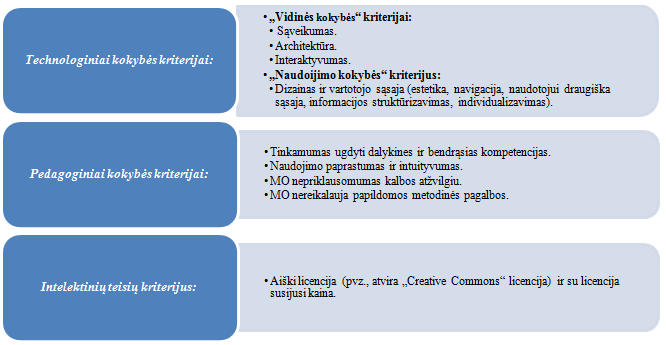 Technologiniai kokybės kriterijai:
• „Vidinės kokybės“ kriterijai:
• Sąveikumas.
• Architektūra.
• Interaktyvumas.
• „Naudoijimo kokybės“ kriterijus:
• Dizainas ir vartotojo sąsaja (estetika, navigacija, naudotojui draugiška
sąsaja, informacijos struktūrizavimas, individualizavimas).
Pedagoginiai kokybės kriterijai:
• Tinkamumas ugdyti dalykines ir bendrąsias kompetencijas.
• Naudojimo paprastumas ir intuityvumas.
• MO nepriklausomumas kalbos atžvilgiu.
• MO nereikalauja papildomos metodinės pagalbos.
Intelektinių teisių kriterijus:
• Aiški licencija (pvz., atvira „Creative Commons“ licencija) ir su licencija
susijusi kaina.